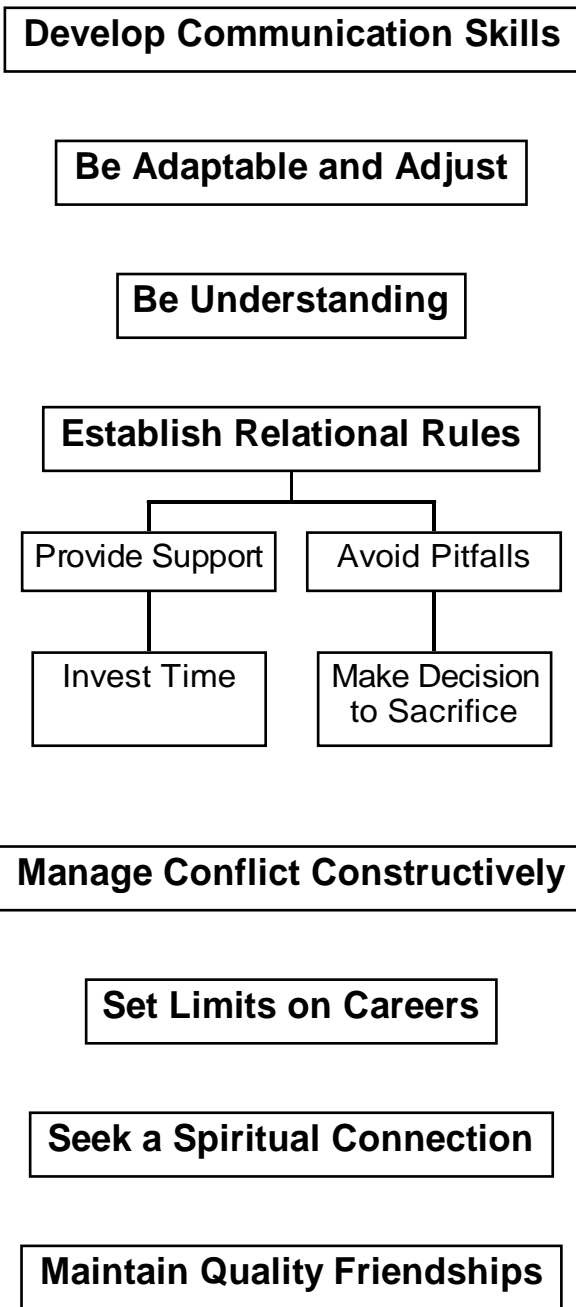 Develop Communication Skills
Be Adaptable and Adjust
Be Understanding
Establish Relational Rules
Provide Support
Avoid Pitfalls
Invest Time
Make Decision
to Sacrifice
Manage Conflict Constructively
Set Limits on Careers
Seek a Spiritual Connection
Maintain Quality Friendships